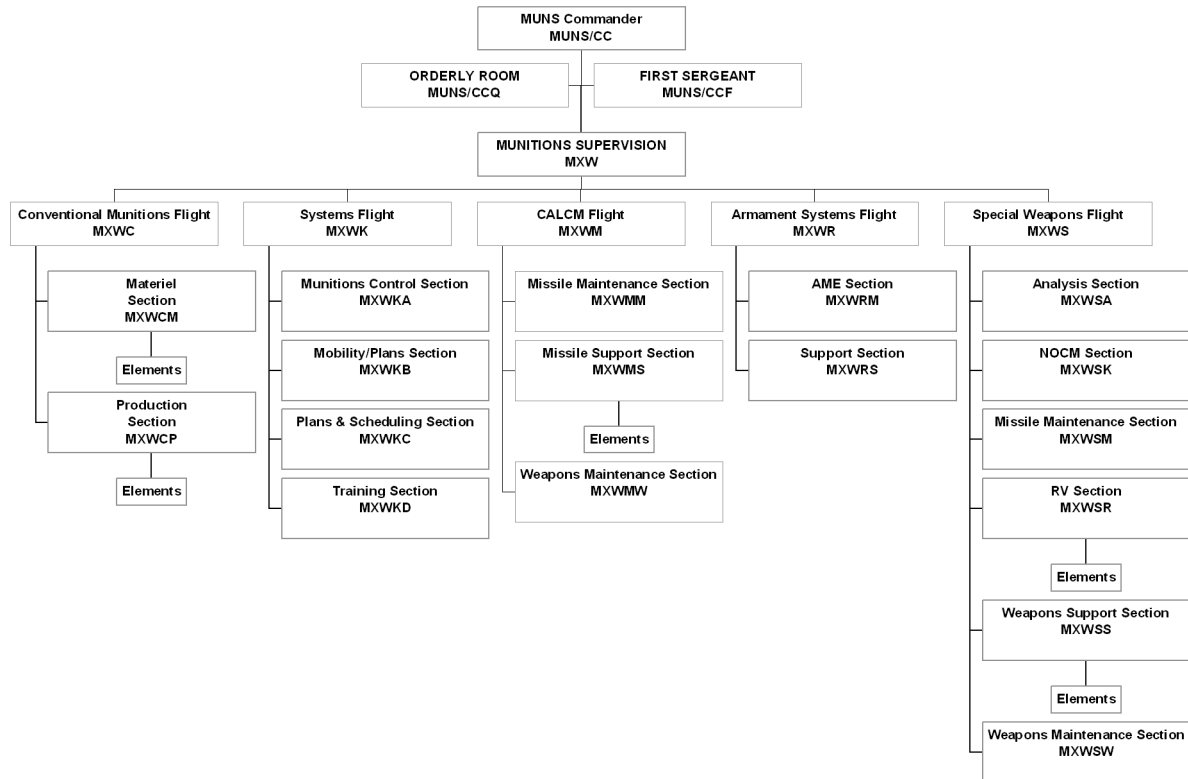 MUNS Commander
MUNS/CC
ORDERLY ROOM
MUNS/CCQ
FIRST SERGEANT
MUNS/CCF
MUNITIONS SUPERVISION
MXW
Conventional Munitions Flight
MXWC
Materiel
Section
MXWCM
Elements
Production
Section
MXWCP
Elements
Systems Flight
MXWK
Munitions Control Section
MXWKA
Mobility/Plans Section
MXWKB
Plans & Scheduling Section
MXWKC
Training Section
MXWKD
CALCM Flight
MXWM
Missile Maintenance Section
MXWMM
Missile Support Section
MXWMS
Elements
Weapons Maintenance Section
MXWMW
Armament Systems Flight
MXWR
AME Section
MXWRM
Support Section
MXWRS
Special Weapons Flight
MXWS
Analysis Section
MXWSA
NOCM Section
MXWSK
Missile Maintenance Section
MXWSM
RV Section
MXWSR
Elements
Weapons Support Section
MXWSS
Elements
Weapons Maintenance Section
MXWSW